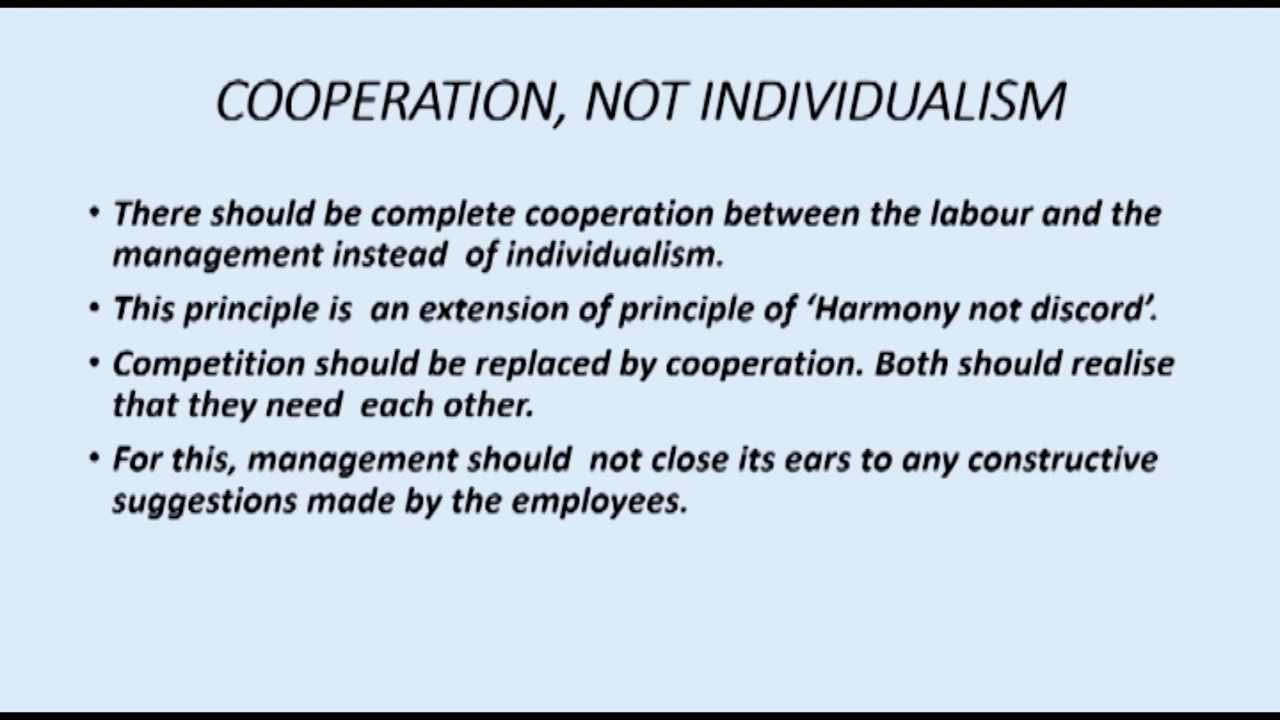 COOPERATION, NOT INDIVIDUALISM
• There should be complete cooperation between the labour and the
management instead of individualism.
• This principle is an extension of principle of ‘Harmony not discord’.
• Competition should be replaced by cooperation. Both should realise
that they need each other.
• For this, management should not close its ears to any constructive
suggestions made by the employees.